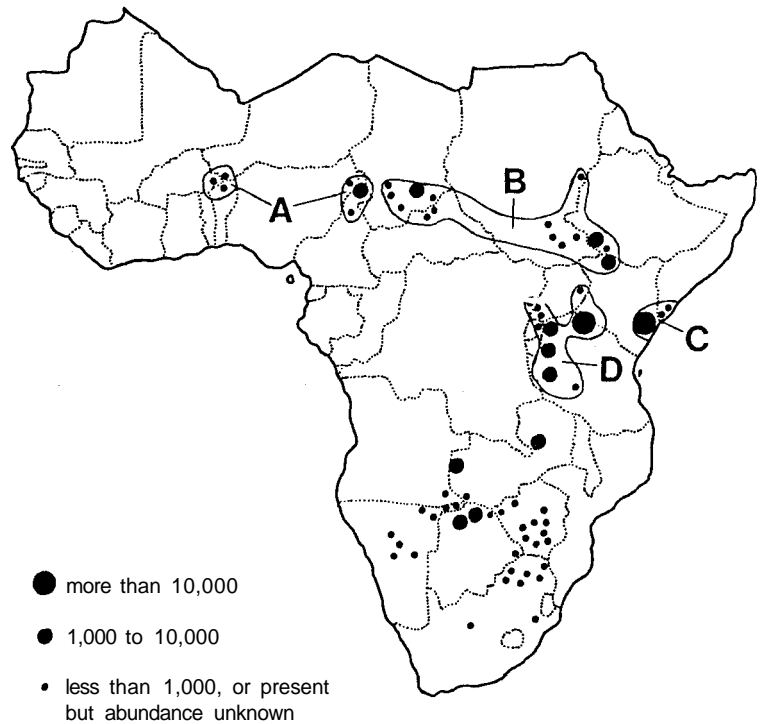 A
B
C
D
more than 10,000
1,000 to 10,000
less than 1,000, or present
but abundance unknown